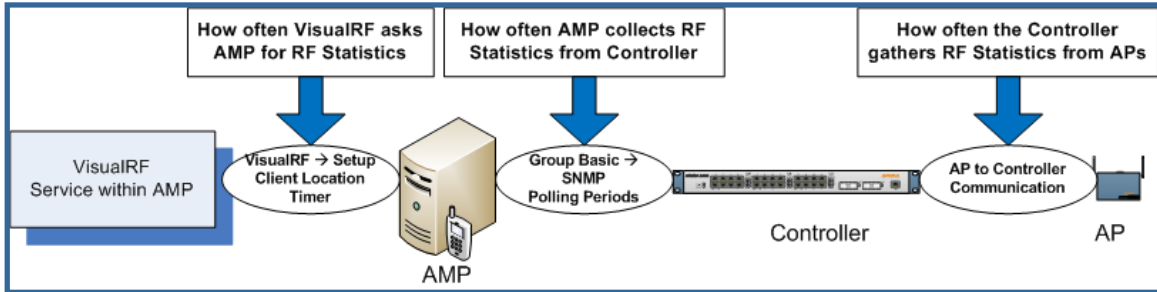 How often VisualRF asks
AMP for RF Statistics
How often AMP collects RF
Statistics from Controller
How often the Controller
gathers RF Statistics from APs
VisualRF
Service within AMP
VisualRF → Setup
Client Location
Timer
Group Basic →
SNMP
Polling Periods
AP to Controller
Communication
AMP
Controller
AP